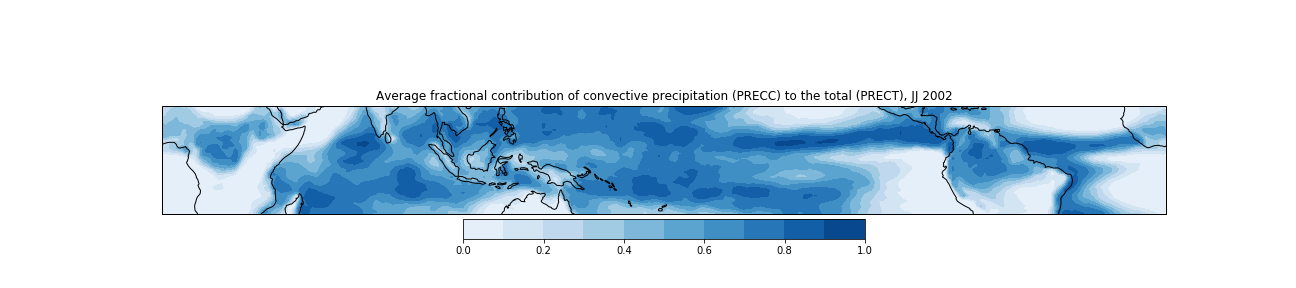 Average fractional contribution of convective precipitation (PRECC) to the total (PRECT), JJ 2002
0.0 0.2 0.4 0.6 0.8 1.0